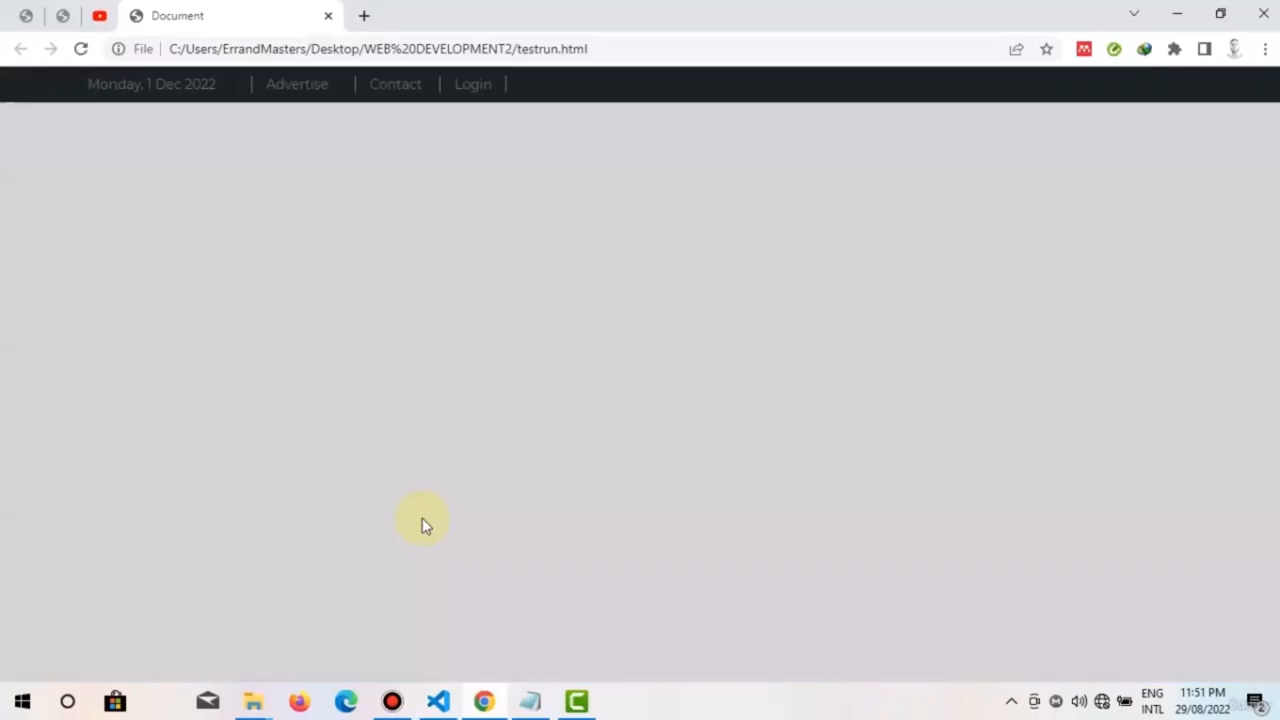 Document
File C:/Users/ErrandMasters/Desktop/WEB%20DEVELOPMENT2/testrun.html
Monday, 1 Dec 2022 | Advertise | Contact | Login |
ENG
INTL
11:51 PM
29/08/2022
2